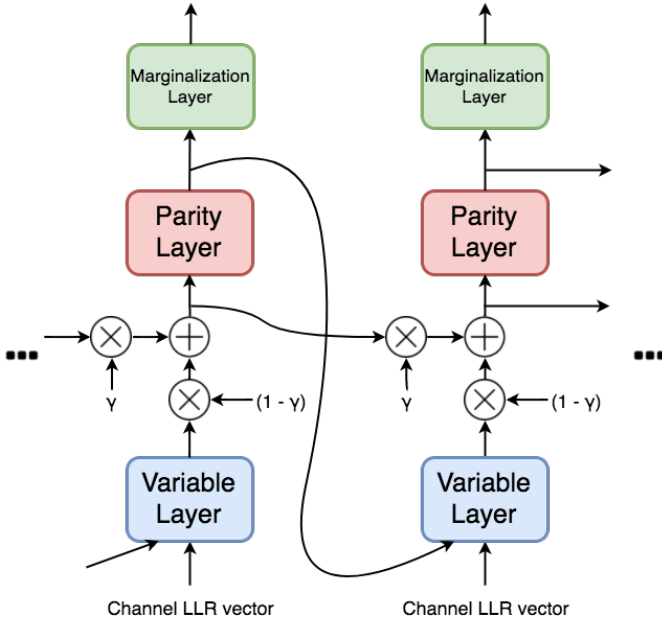 Marginalization
Layer
Marginalization
Layer
Parity
Layer
Parity
Layer
...
γ
(1 - γ)
γ
(1 - γ)
...
Variable
Layer
Variable
Layer
Channel LLR vector
Channel LLR vector